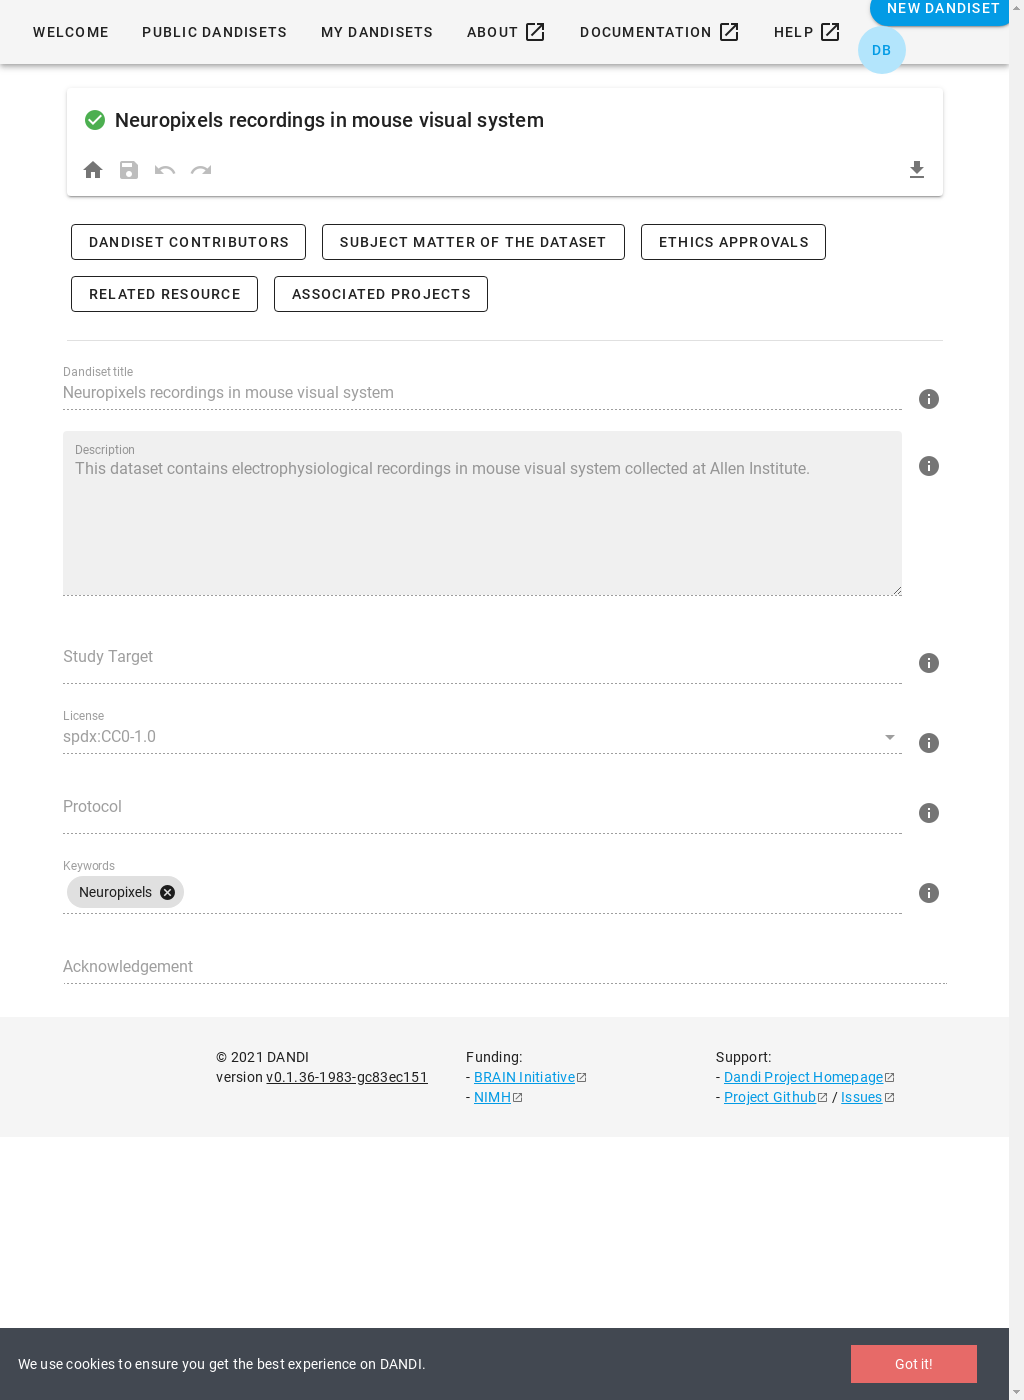 WELCOME PUBLIC DANDISETS MY DANDISETS ABOUT DOCUMENTATION HELP NEW DANDISET
DB
Neuropixels recordings in mouse visual system
DANDISET CONTRIBUTORS SUBJECT MATTER OF THE DATASET ETHICS APPROVALS
RELATED RESOURCE ASSOCIATED PROJECTS
Dandiset title
Neuropixels recordings in mouse visual system
Description
This dataset contains electrophysiological recordings in mouse visual system collected at Allen Institute.
Study Target
License
spdx:CC0-1.0
Protocol
Keywords
Neuropixels
Acknowledgement
© 2021 DANDI
version v0.1.36-1983-gc83ec151
Funding:
- BRAIN Initiative
- NIMH
Support:
- Dandi Project Homepage
- Project Github / Issues
We use cookies to ensure you get the best experience on DANDI.
Got it!